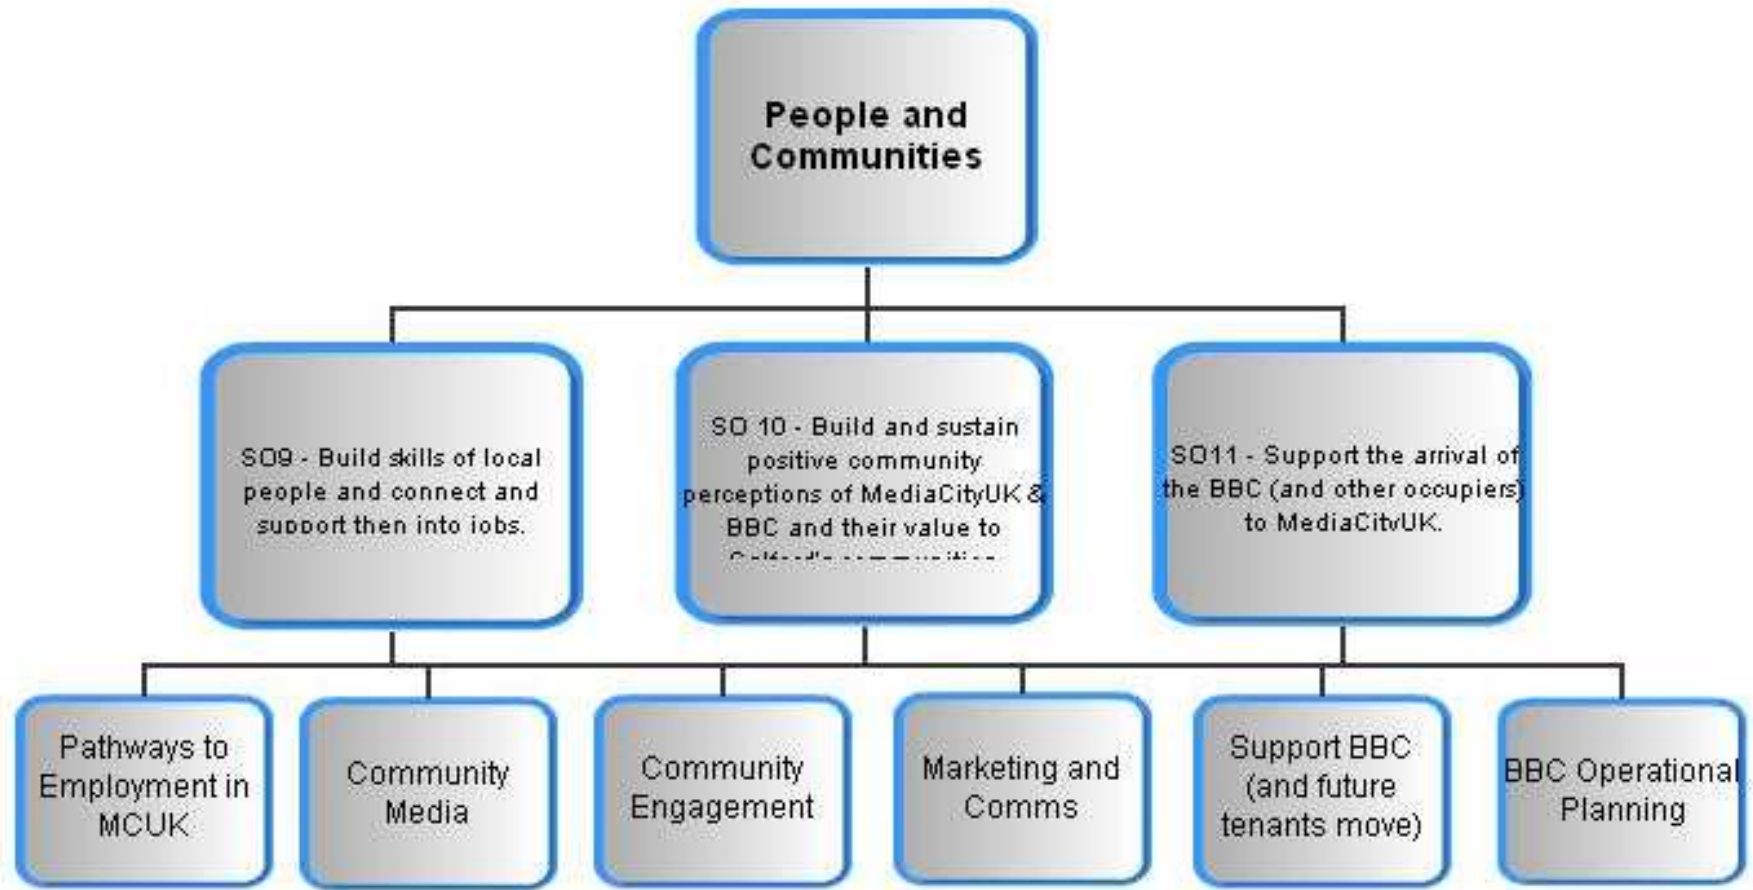 People and
Communities
SO9 - Build skills of local
people and connect and
support then into jobs.
SO 10 - Build and sustain
positive community
perceptions of MediaCityUK &
BBC and their value to
SO11 - Support the arrival of
the BBC (and other occupiers)
to MediaCityUK.
Pathways to
Employment in
MCUK
Community
Media
Community
Engagement
Marketing and
Comms
Support BBC
(and future
tenants move)
BBC Operational
Planning